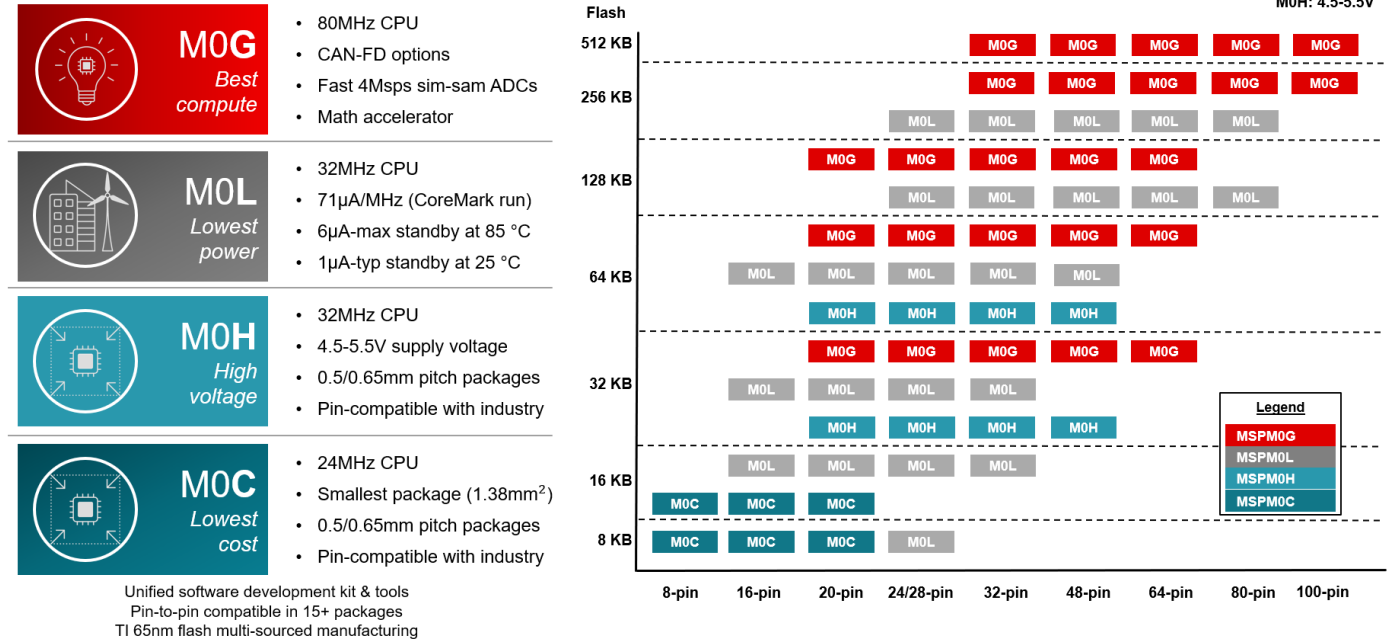 M0G
Best
compute
• 80MHz CPU
• CAN-FD options
• Fast 4Msps sim-sam ADCs
• Math accelerator
M0L
Lowest
power
• 32MHz CPU
• 71µA/MHz (CoreMark run)
• 6µA-max standby at 85 °C
• 1µA-typ standby at 25 °C
M0H
High
voltage
• 32MHz CPU
• 4.5-5.5V supply voltage
• 0.5/0.65mm pitch packages
• Pin-compatible with industry
M0C
Lowest
cost
• 24MHz CPU
• Smallest package (1.38mm²)
• 0.5/0.65mm pitch packages
• Pin-compatible with industry
Unified software development kit & tools
Pin-to-pin compatible in 15+ packages
TI 65nm flash multi-sourced manufacturing
M0H: 4.5-5.5V
Flash
512 KB M0G M0G M0G M0G M0G
256 KB M0G M0G M0G M0G M0G
M0L M0L M0L M0L M0L
M0G M0G M0G M0G M0G
128 KB M0L M0L M0L M0L M0L
M0G M0G M0G M0G M0G
64 KB M0L M0L M0L M0L M0L
M0H M0H M0H M0H
M0G M0G M0G M0G M0G
32 KB M0L M0L M0L M0L
M0H M0H M0H M0H
16 KB M0L M0L M0L M0L
M0C M0C M0C
8 KB M0C M0C M0C M0L
8-pin 16-pin 20-pin 24/28-pin 32-pin 48-pin 64-pin 80-pin 100-pin
Legend
MSPM0G
MSPM0L
MSPM0H
MSPM0C